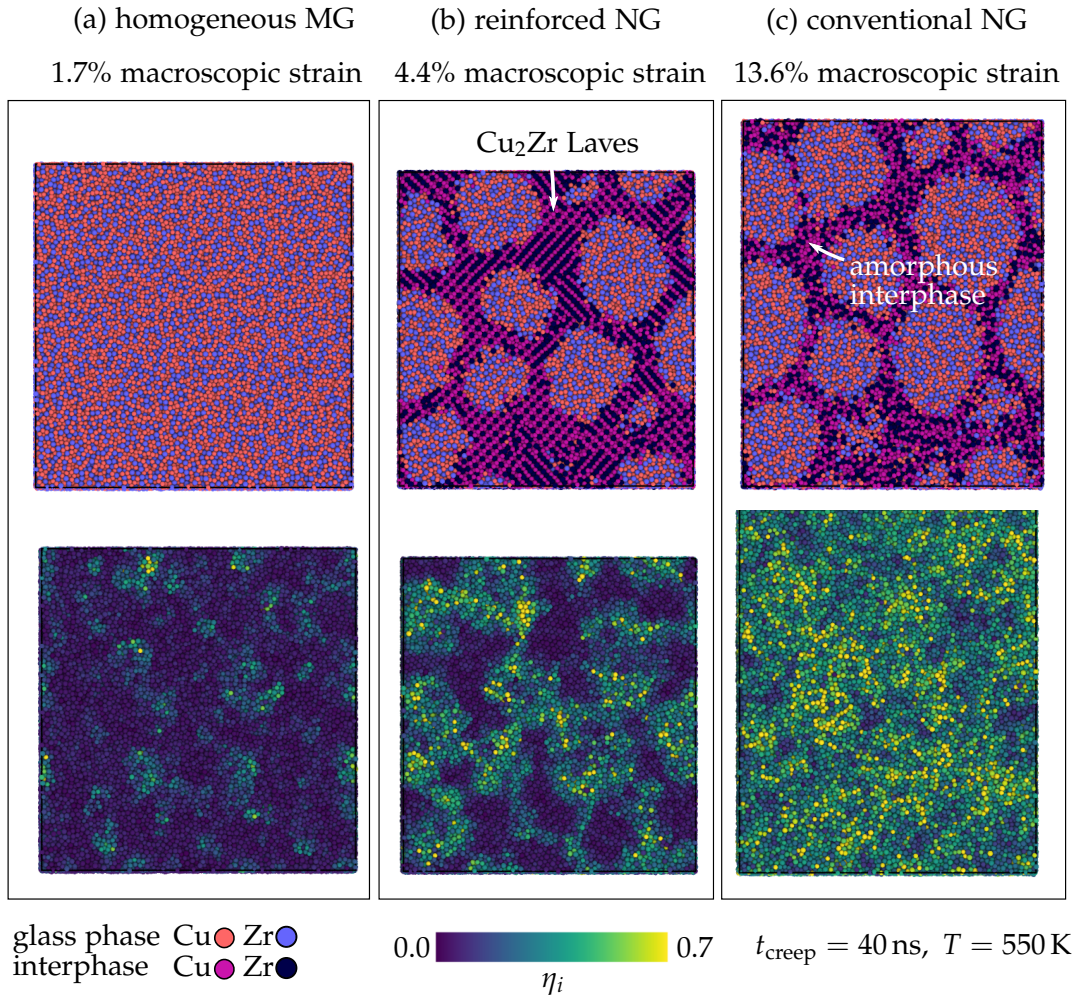 (a) homogeneous MG
1.7% macroscopic strain
(b) reinforced NG
4.4% macroscopic strain
(c) conventional NG
13.6% macroscopic strain
Cu₂Zr Laves
amorphous
interphase
glass phase Cu Zr
interphase Cu Zr
0.0 0.7
ηᵢ
t_creep = 40 ns, T = 550 K